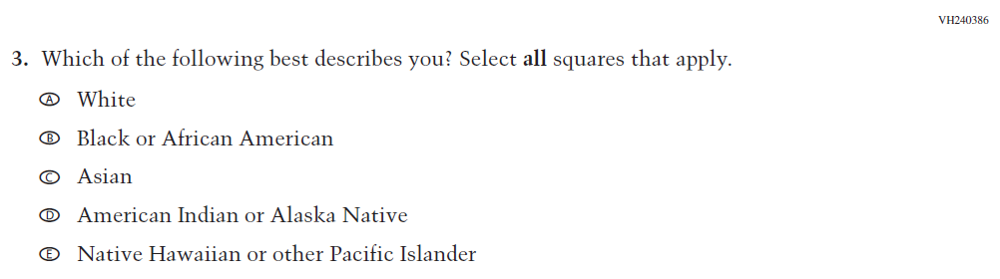 VH240386
3. Which of the following best describes you? Select all squares that apply.
A White
B Black or African American
C Asian
D American Indian or Alaska Native
E Native Hawaiian or other Pacific Islander